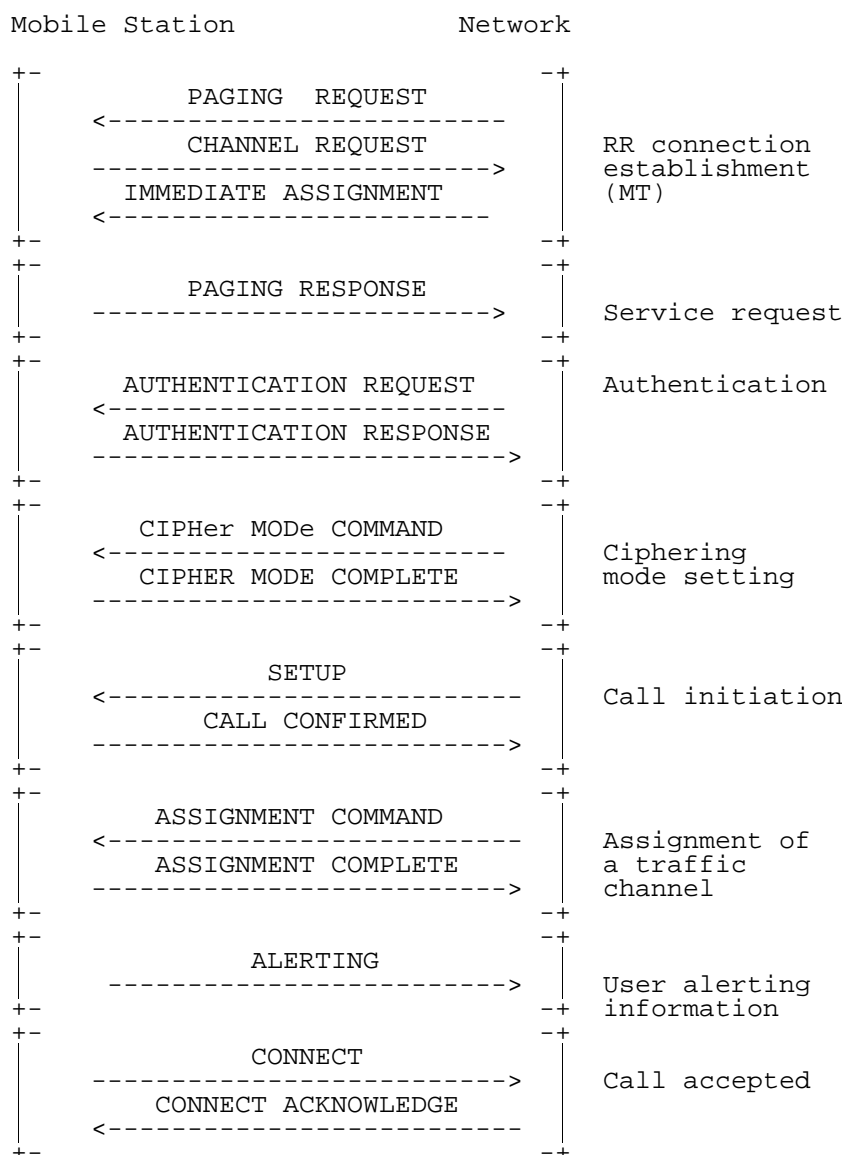 Mobile Station Network
PAGING REQUEST
CHANNEL REQUEST
RR connection
establishment
IMMEDIATE ASSIGNMENT
(MT)
PAGING RESPONSE
Service request
AUTHENTICATION REQUEST
Authentication
AUTHENTICATION RESPONSE
CIPHer MODe COMMAND
Ciphering
CIPHER MODE COMPLETE
mode setting
SETUP
Call initiation
CALL CONFIRMED
ASSIGNMENT COMMAND
Assignment of
ASSIGNMENT COMPLETE
a traffic
channel
ALERTING
User alerting
information
CONNECT
Call accepted
CONNECT ACKNOWLEDGE